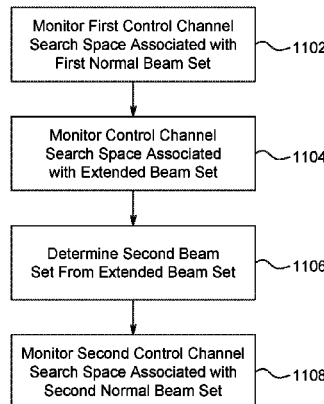 Monitor First Control Channel
Search Space Associated with
First Normal Beam Set
1102
Monitor Control Channel
Search Space Associated
with Extended Beam Set
1104
Determine Second Beam
Set From Extended Beam Set
1106
Monitor Second Control Channel
Search Space Associated with
Second Normal Beam Set
1108